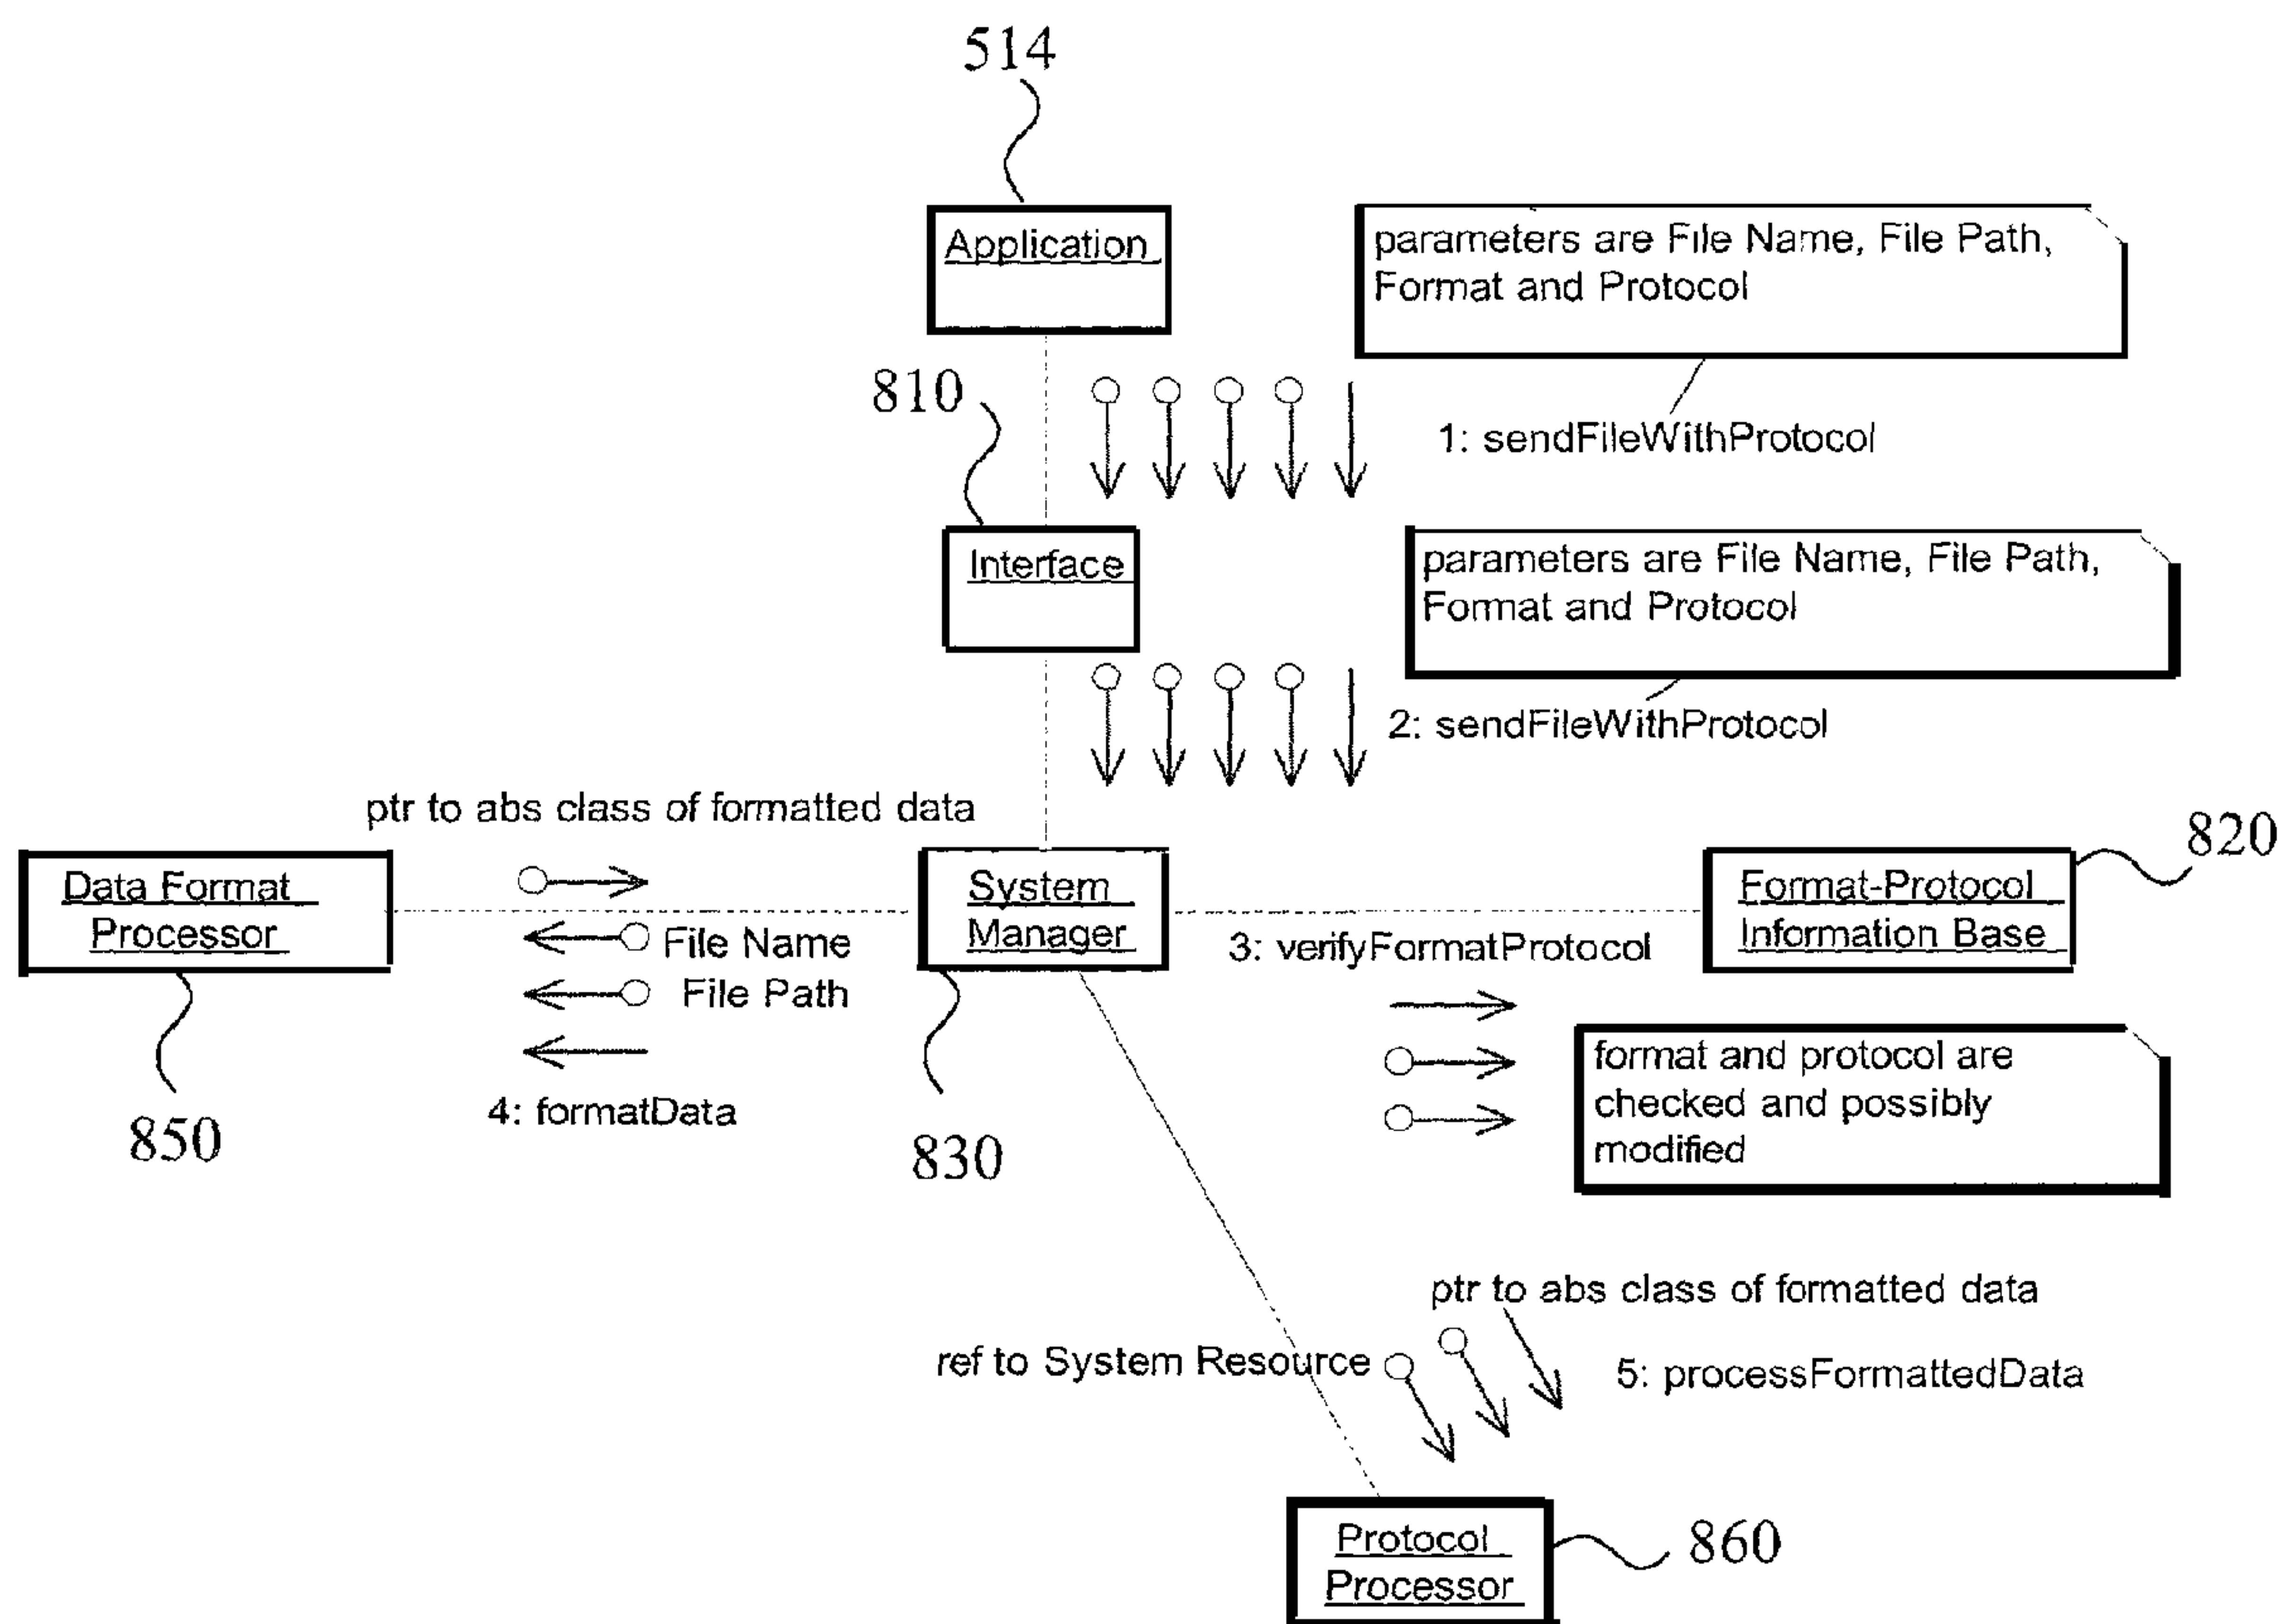 514
Application
parameters are File Name, File Path,
Format and Protocol
810
1: sendFileWithProtocol
Interface
parameters are File Name, File Path,
Format and Protocol
2: sendFileWithProtocol
ptr to abs class of formatted data
820
Data Format
Processor
File Name
File Path
4: formatData
850
System
Manager
830
3: verifyFormatProtocol
Format-Protocol
Information Base
format and protocol are
checked and possibly
modified
ptr to abs class of formatted data
ref to System Resource
5: processFormattedData
Protocol
Processor
860